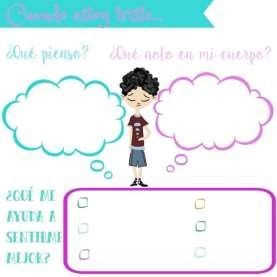 Cuando estoy triste...
¿Qué pienso? ¿Qué noto en mi cuerpo?
¿QUÉ ME
AYUDA A
SENTIRME
MEJOR?